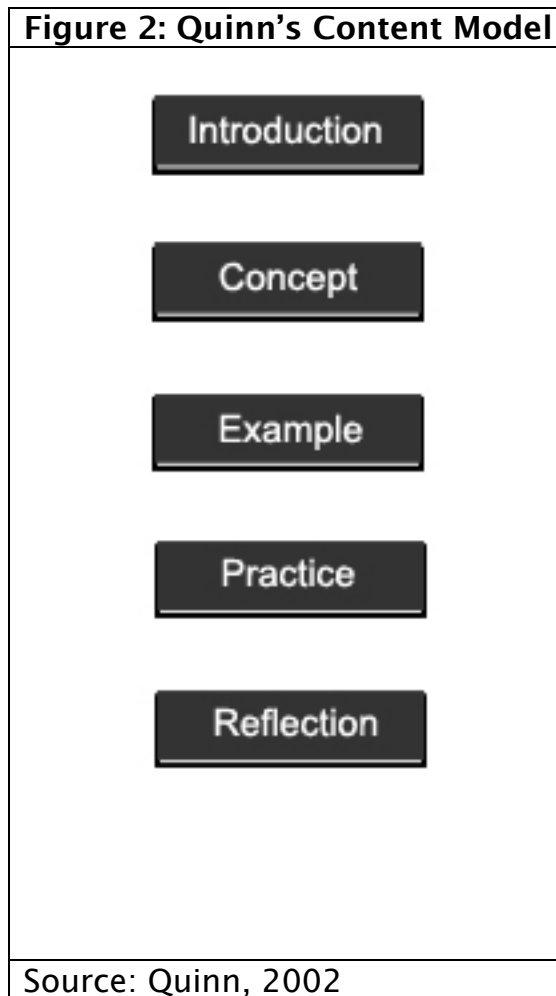 Figure 2: Quinn’s Content Model
Introduction
Concept
Example
Practice
Reflection
Source: Quinn, 2002